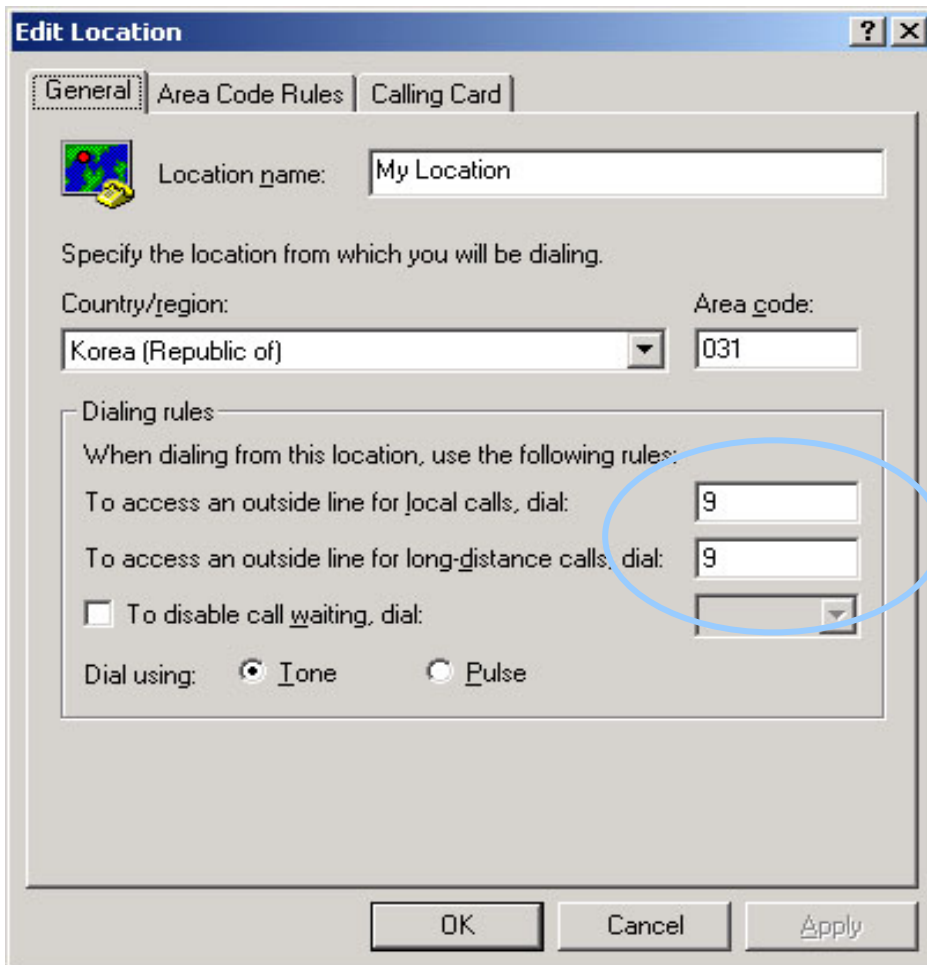 Edit Location
General Area Code Rules Calling Card
Location name: My Location
Specify the location from which you will be dialing.
Country/region: Area code:
Korea (Republic of) 031
Dialing rules
When dialing from this location, use the following rules:
To access an outside line for local calls, dial: 9
To access an outside line for long-distance calls, dial: 9
To disable call waiting, dial:
Dial using: Tone Pulse
OK Cancel Apply